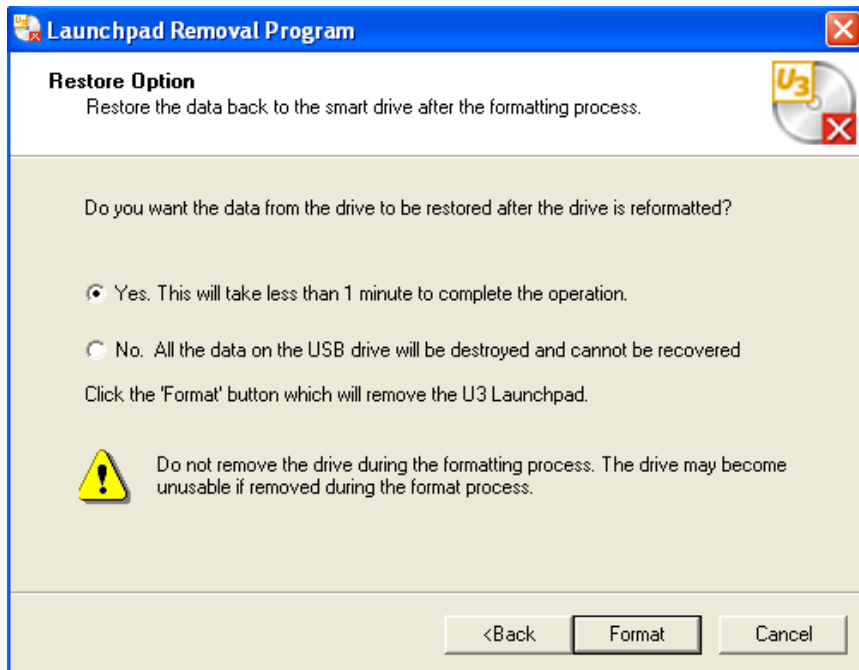 Launchpad Removal Program
Restore Option
Restore the data back to the smart drive after the formatting process.
U3
Do you want the data from the drive to be restored after the drive is reformatted?
Yes. This will take less than 1 minute to complete the operation.
No. All the data on the USB drive will be destroyed and cannot be recovered
Click the 'Format' button which will remove the U3 Launchpad.
Do not remove the drive during the formatting process. The drive may become
unusable if removed during the format process.
<Back Format Cancel